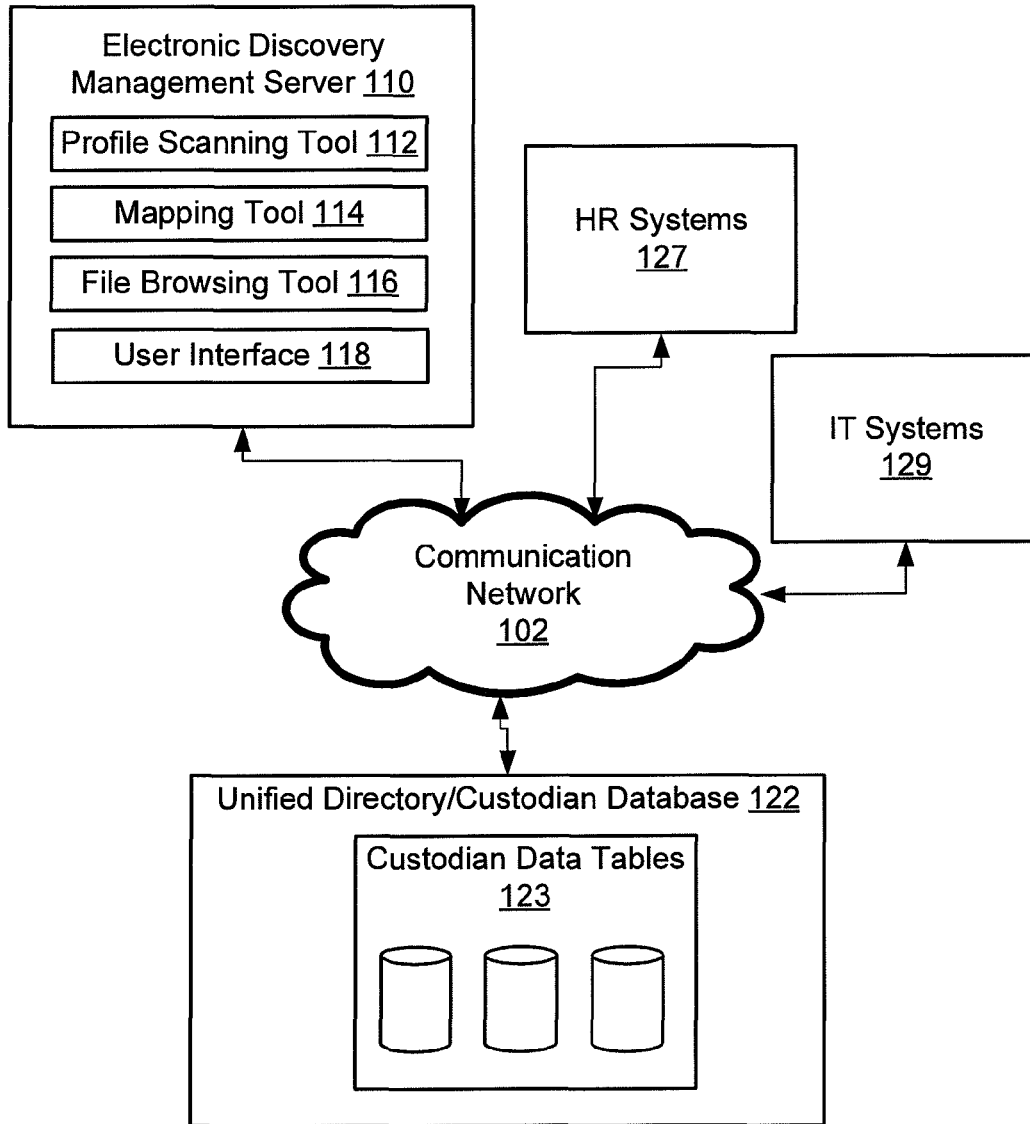 Electronic Discovery
Management Server 110
Profile Scanning Tool 112
Mapping Tool 114
File Browsing Tool 116
User Interface 118
HR Systems
127
IT Systems
129
Communication
Network
102
Unified Directory/Custodian Database 122
Custodian Data Tables
123